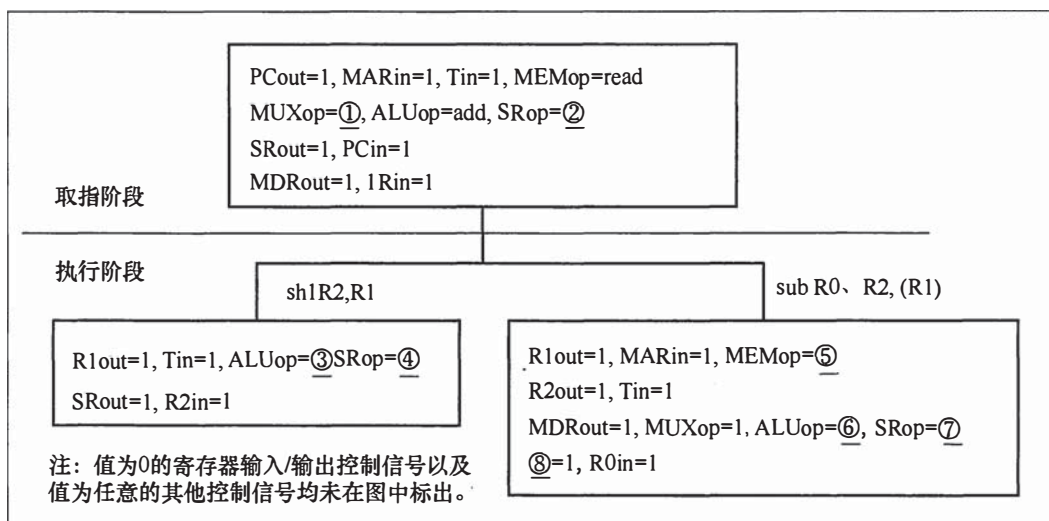 PCout=1, MARin=1, Tin=1, MEMop=read
MUXop=①, ALUop=add, SRop=②
SRout=1, PCin=1
MDRout=1, 1Rin=1
取指阶段
执行阶段
sh1R2,R1
sub R0、R2, (R1)
R1out=1, Tin=1, ALUop=③SRop=④
SRout=1, R2in=1
R1out=1, MARin=1, MEMop=⑤
R2out=1, Tin=1
MDRout=1, MUXop=1, ALUop=⑥, SRop=⑦
⑧=1, R0in=1
注：值为0的寄存器输入/输出控制信号以及
值为任意的其他控制信号均未在图中标出。